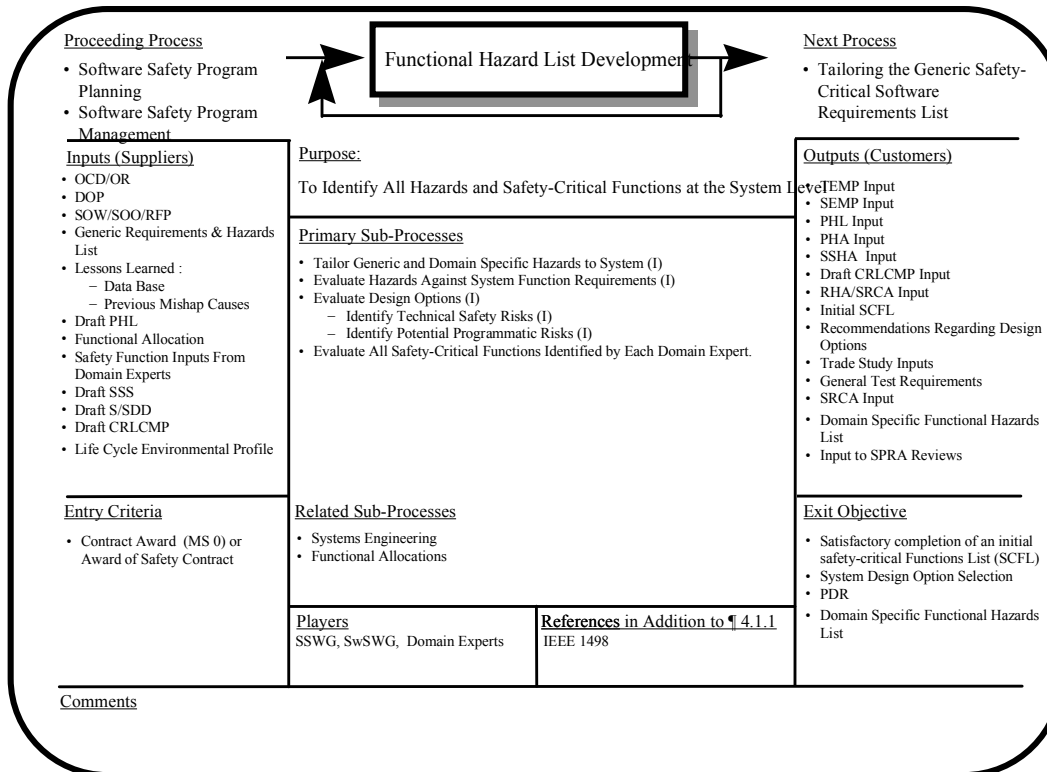 Proceeding Process
• Software Safety Program
Planning
• Software Safety Program
Management
Functional Hazard List Development
Next Process
• Tailoring the Generic Safety-
Critical Software
Requirements List
Inputs (Suppliers)
• OCD/OR
• DOP
• SOW/SOO/RFP
• Generic Requirements & Hazards
List
• Lessons Learned :
– Data Base
– Previous Mishap Causes
• Draft PHL
• Functional Allocation
• Safety Function Inputs From
Domain Experts
• Draft SSS
• Draft S/SDD
• Draft CRLCMP
• Life Cycle Environmental Profile
Purpose:
To Identify All Hazards and Safety-Critical Functions at the System Level
Primary Sub-Processes
• Tailor Generic and Domain Specific Hazards to System (I)
• Evaluate Hazards Against System Function Requirements (I)
• Evaluate Design Options (I)
– Identify Technical Safety Risks (I)
– Identify Potential Programmatic Risks (I)
• Evaluate All Safety-Critical Functions Identified by Each Domain Expert.
Outputs (Customers)
• TEMP Input
• SEMP Input
• PHL Input
• PHA Input
• SSHA Input
• Draft CRLCMP Input
• RHA/SRCA Input
• Initial SCFL
• Recommendations Regarding Design
Options
• Trade Study Inputs
• General Test Requirements
• SRCA Input
• Domain Specific Functional Hazards
List
• Input to SPRA Reviews
Entry Criteria
• Contract Award (MS 0) or
Award of Safety Contract
Related Sub-Processes
• Systems Engineering
• Functional Allocations
Exit Objective
• Satisfactory completion of an initial
safety-critical Functions List (SCFL)
• System Design Option Selection
• PDR
• Domain Specific Functional Hazards
List
Players
SSWG, SwSWG, Domain Experts
References in Addition to ¶ 4.1.1
IEEE 1498
Comments